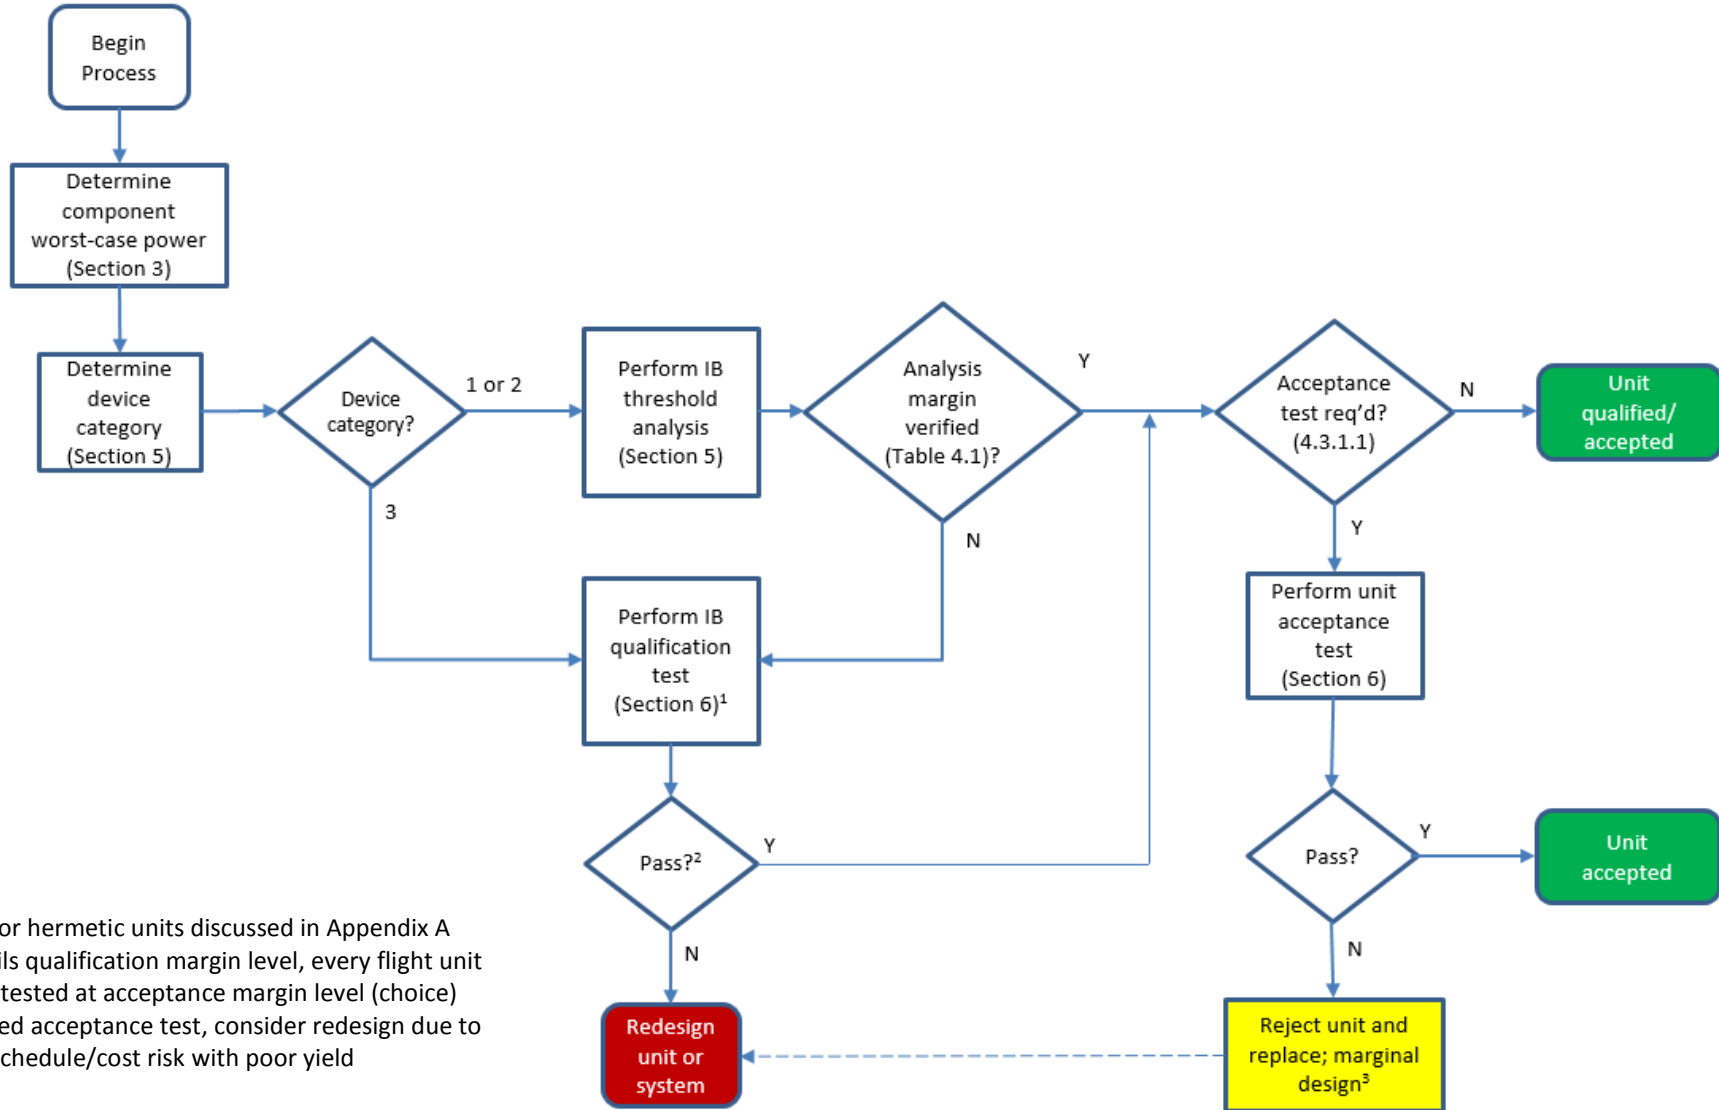 Begin
Process
Determine
component
worst-case power
(Section 3)
Determine
device
category
(Section 5)
Device
category?
1 or 2
3
Perform IB
threshold
analysis
(Section 5)
Analysis
margin
verified
(Table 4.1)?
Y
N
Acceptance
test req'd?
(4.3.1.1)
N
Y
Unit
qualified/
accepted
Perform IB
qualification
test
(Section 6)¹
Perform unit
acceptance
test
(Section 6)
Pass?²
Y
N
Pass?
Y
N
Unit
accepted
Redesign
unit or
system
Reject unit and
replace; marginal
design³
or hermetic units discussed in Appendix A
qualification margin level, every flight unit
tested at acceptance margin level (choice)
acceptance test, consider redesign due to
schedule/cost risk with poor yield